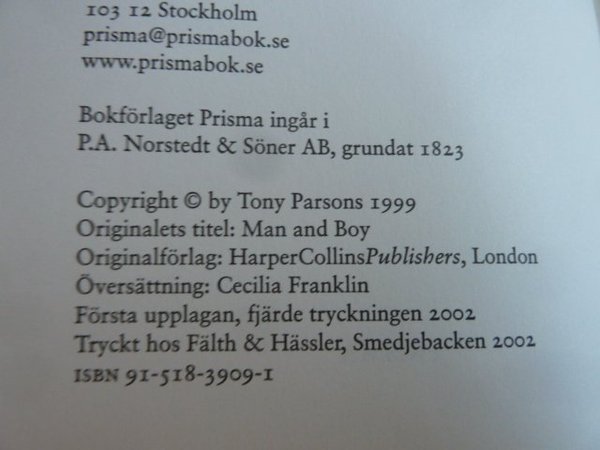 103 12 Stockholm
prisma@prismabok.se
www.prismabok.se
Bokförlaget Prisma ingår i
P.A. Norstedt & Söner AB, grundat 1823
Copyright © by Tony Parsons 1999
Originalets titel: Man and Boy
Originalförlag: HarperCollinsPublishers, London
Översättning: Cecilia Franklin
Första upplagan, fjärde tryckningen 2002
Tryckt hos Fälth & Hässler, Smedjebacken 2002
ISBN 91-518-3909-1